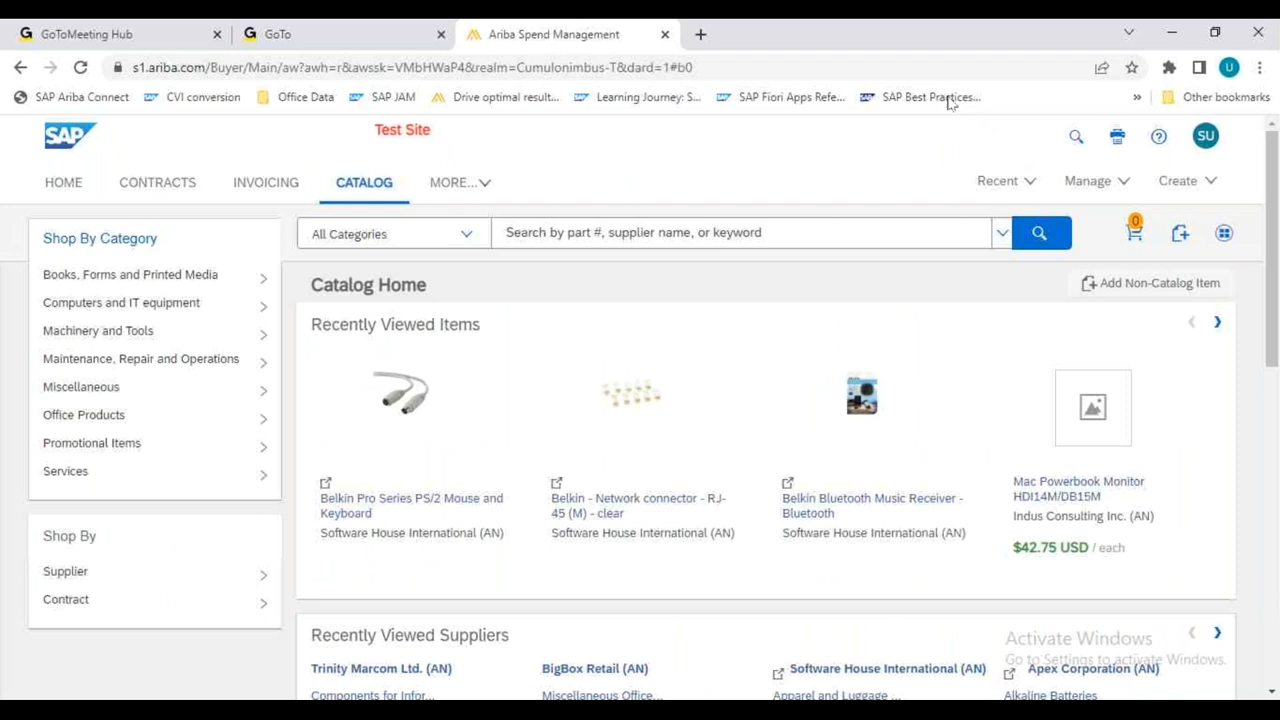 GoToMeeting Hub
GoTo
Ariba Spend Management
s1.ariba.com/Buyer/Main/aw?awh=r&awssk=VMbHWaP4&realm=Cumulonimbus-T&dard=1#b0
U
SAP Ariba Connect
CVI conversion
Office Data
SAP JAM
Drive optimal result...
Learning Journey: S...
SAP Fiori Apps Refe...
SAP Best Practices...
»
Other bookmarks
SAP
Test Site
SU
HOME
CONTRACTS
INVOICING
CATALOG
MORE...
Recent
Manage
Create
Shop By Category
All Categories
Search by part #, supplier name, or keyword
0
Books, Forms and Printed Media
Computers and IT equipment
Machinery and Tools
Maintenance, Repair and Operations
Miscellaneous
Office Products
Promotional Items
Services
Shop By
Supplier
Contract
Catalog Home
Add Non-Catalog Item
Recently Viewed Items
Belkin Pro Series PS/2 Mouse and
Keyboard
Software House International (AN)
Belkin - Network connector - RJ-
45 (M) - clear
Software House International (AN)
Belkin Bluetooth Music Receiver -
Bluetooth
Software House International (AN)
Mac Powerbook Monitor
HDI14M/DB15M
Indus Consulting Inc. (AN)
$42.75 USD / each
Recently Viewed Suppliers
Trinity Marcom Ltd. (AN)
Components for Infor...
BigBox Retail (AN)
Miscellaneous Office...
Software House International (AN)
Apparel and Luggage ...
Apex Corporation (AN)
Alkaline Batteries
Activate Windows
Go to Settings to activate Windows.